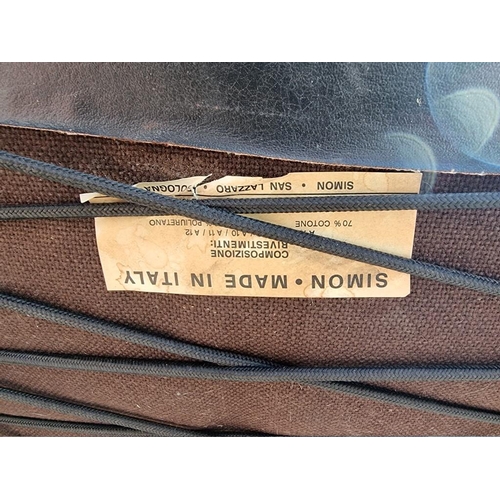 SIMON • MADE IN ITALY
COMPOSIZIONE
RIVESTIMENTI:
A 10 / A 11 / A 12
70% COTONE % POLIURETANO
SIMON • SAN LAZZARO • BOLOGNA